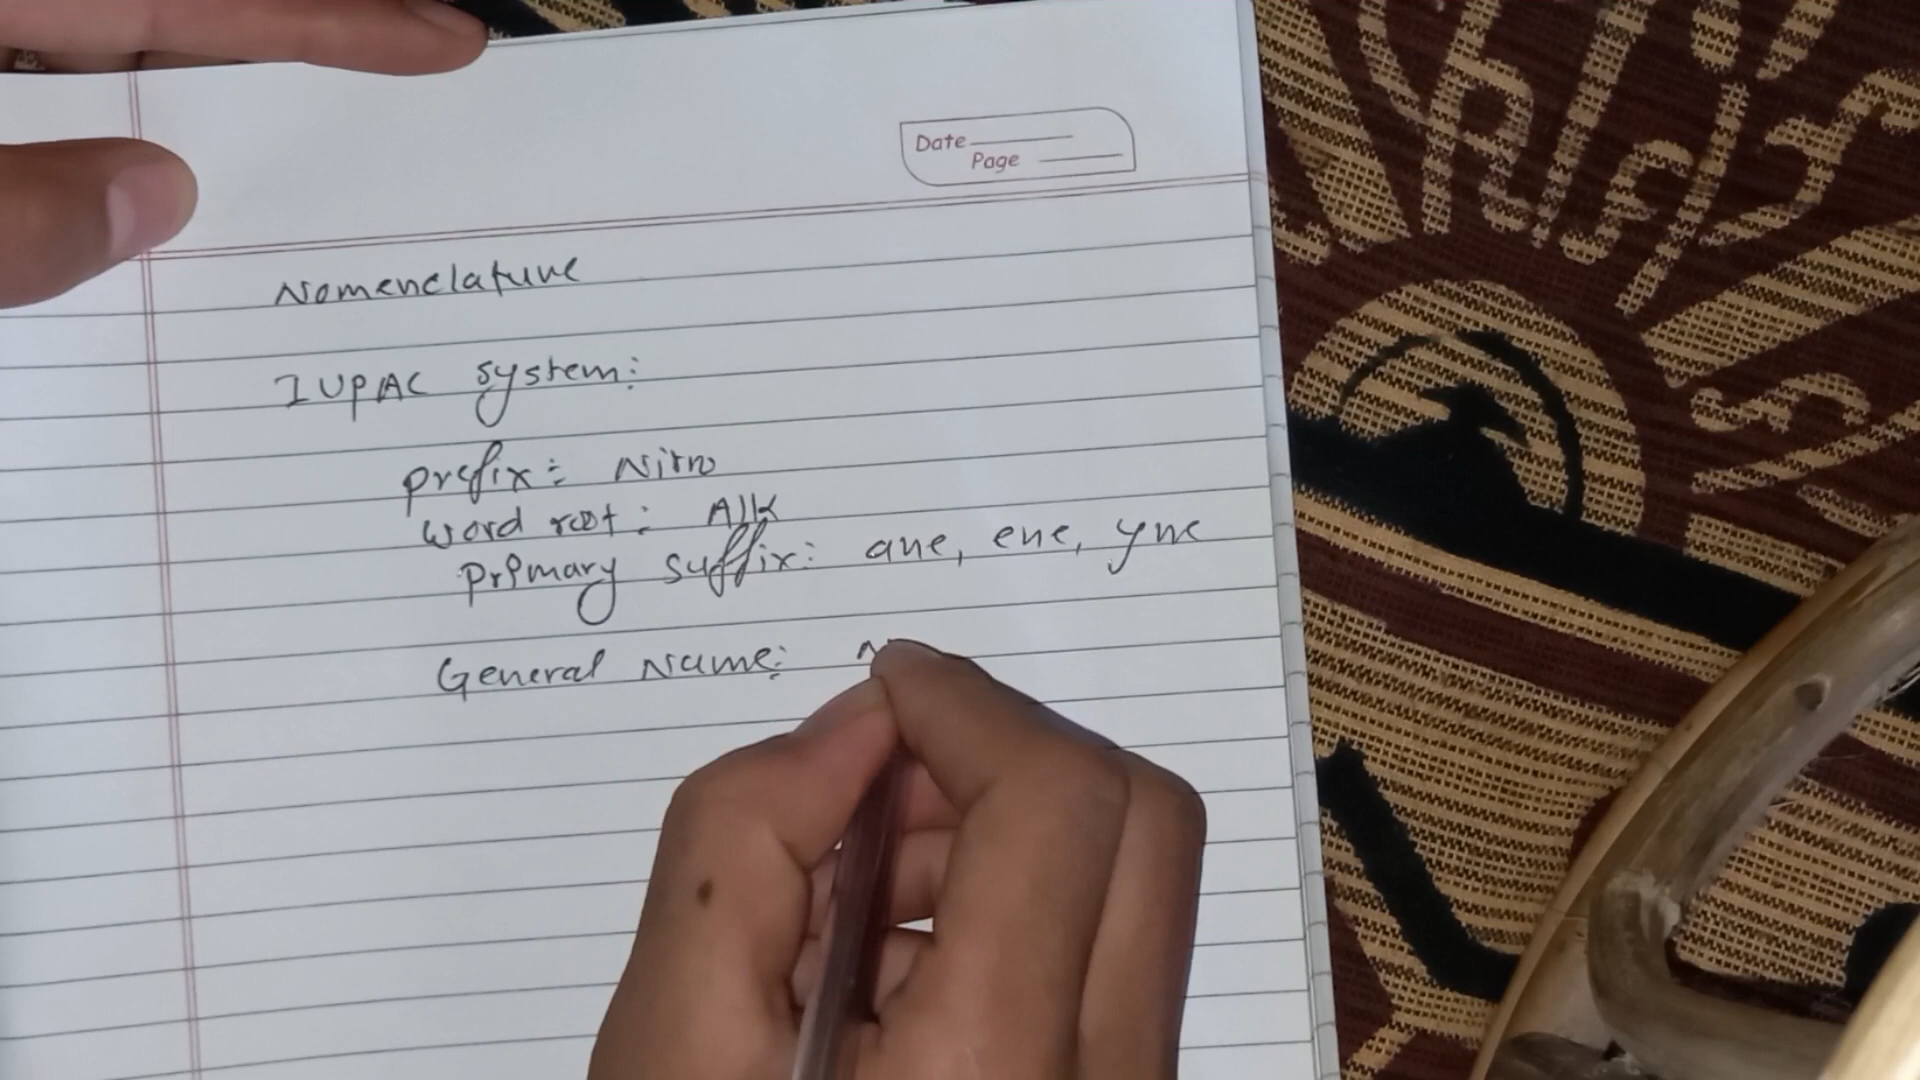 Date
Page
Nomenclature
IUPAC system:
prefix: Nitro
word root: Alk
Primary suffix: ane, ene, yne
General Name: N